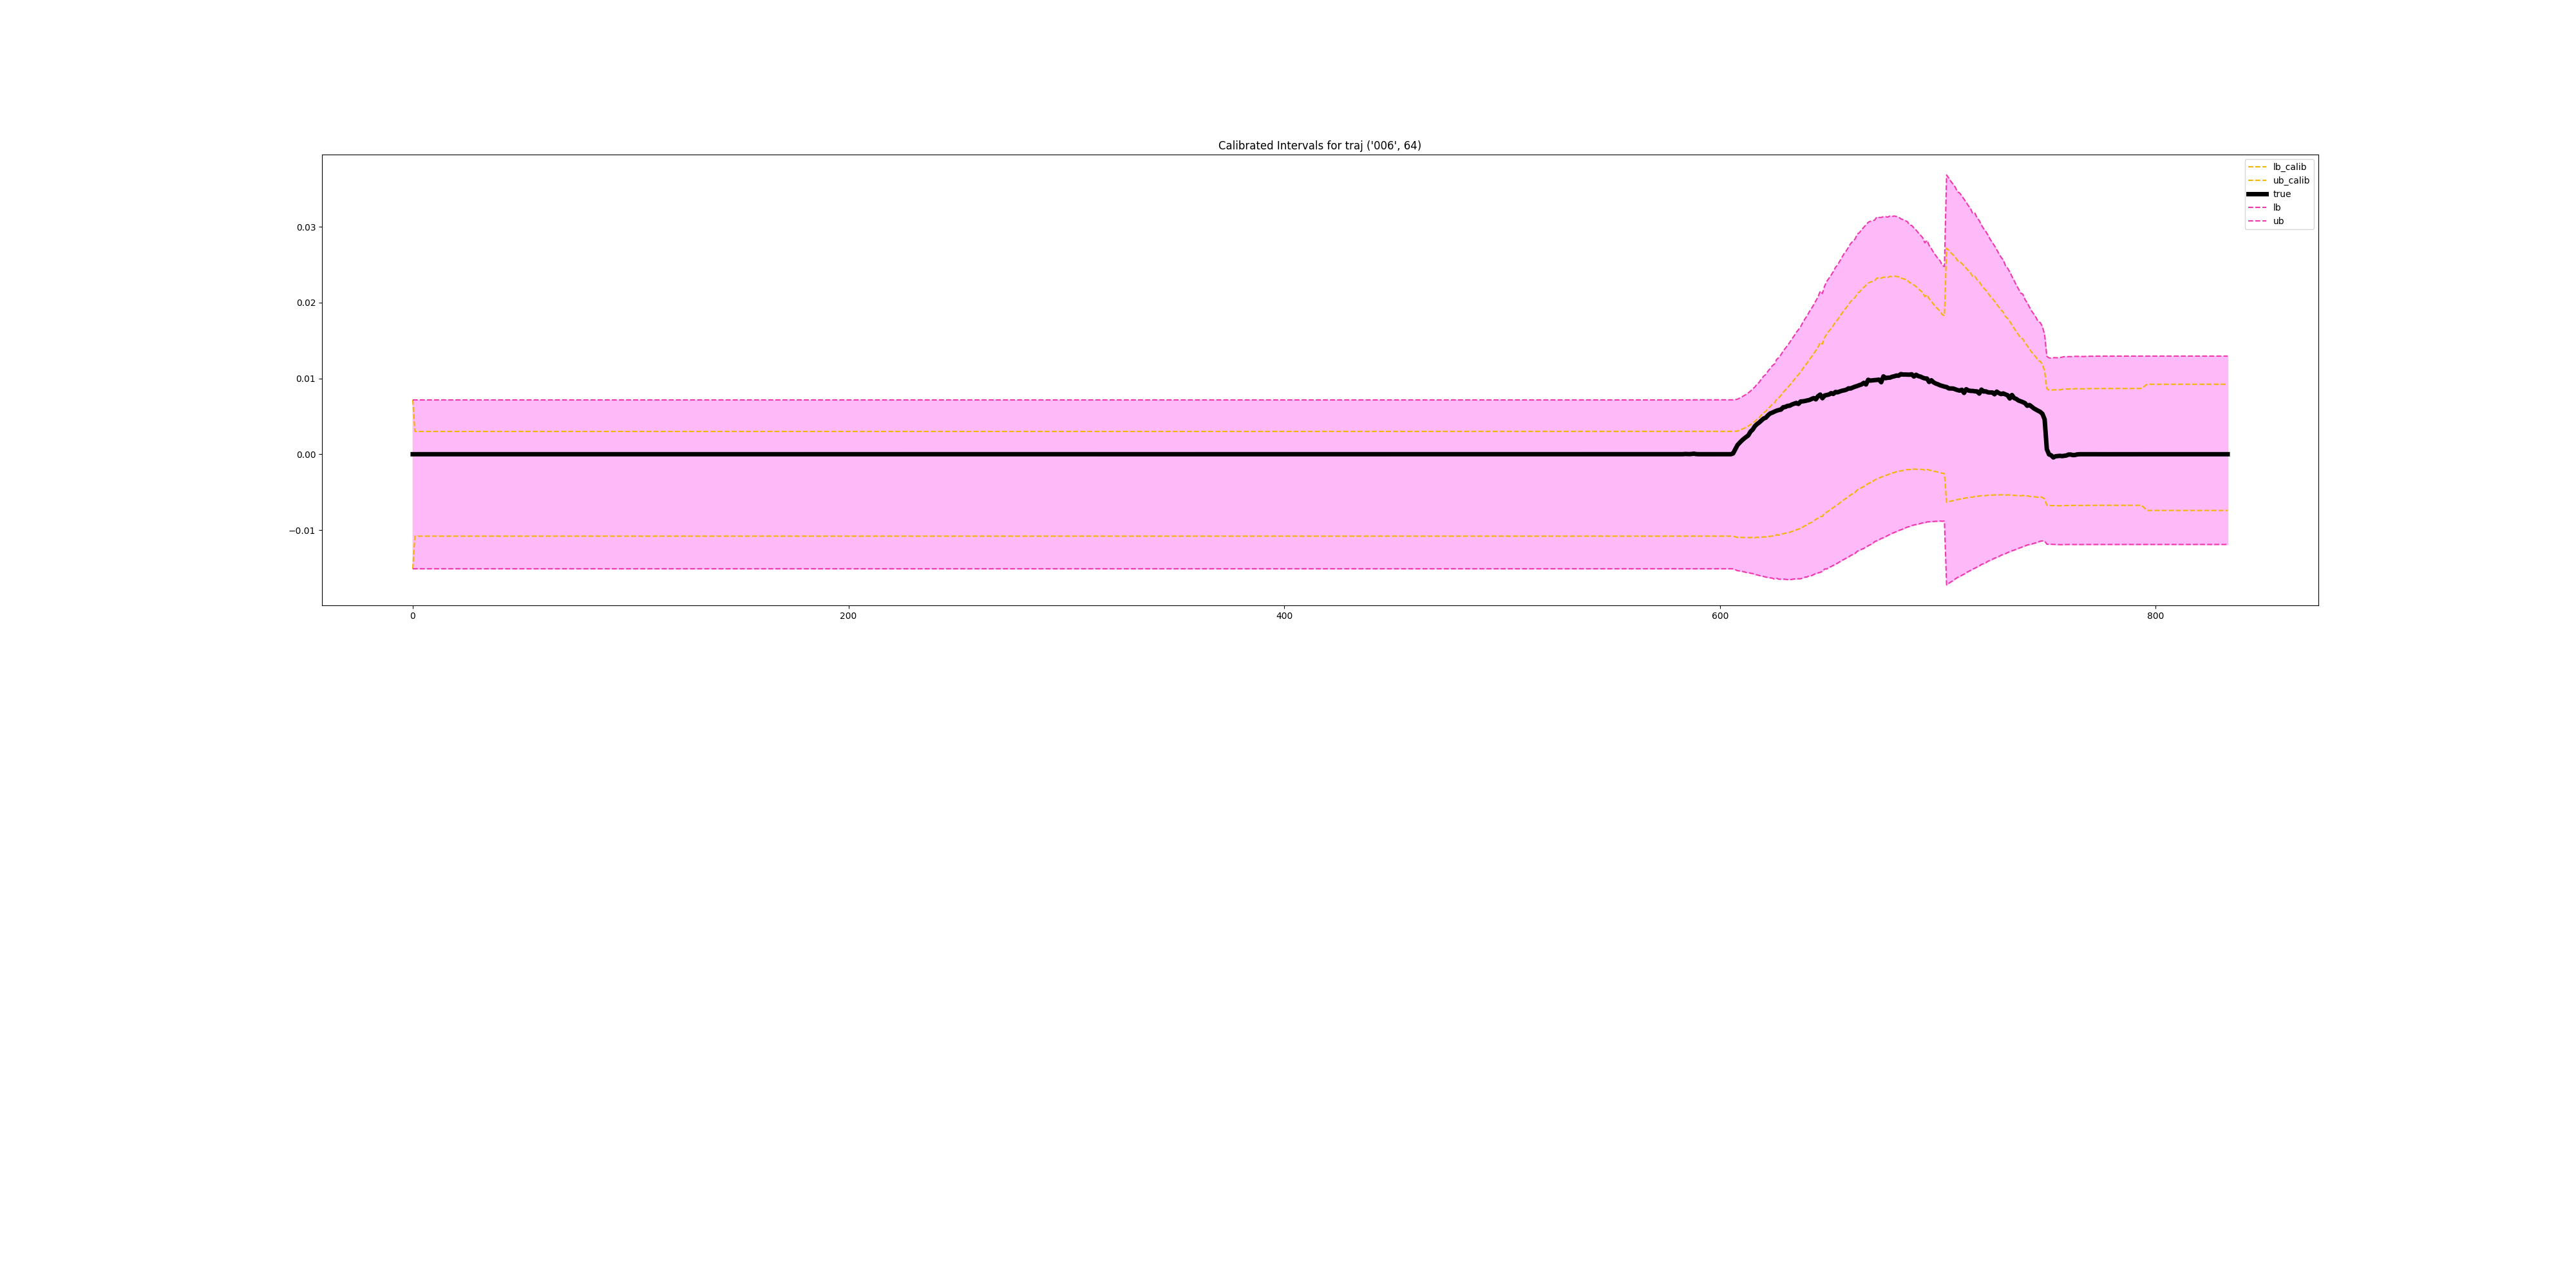 Calibrated Intervals for traj ('006', 64)
lb_calib
ub_calib
true
lb
ub
0.03
0.02
0.01
0.00
−0.01
0 200 400 600 800